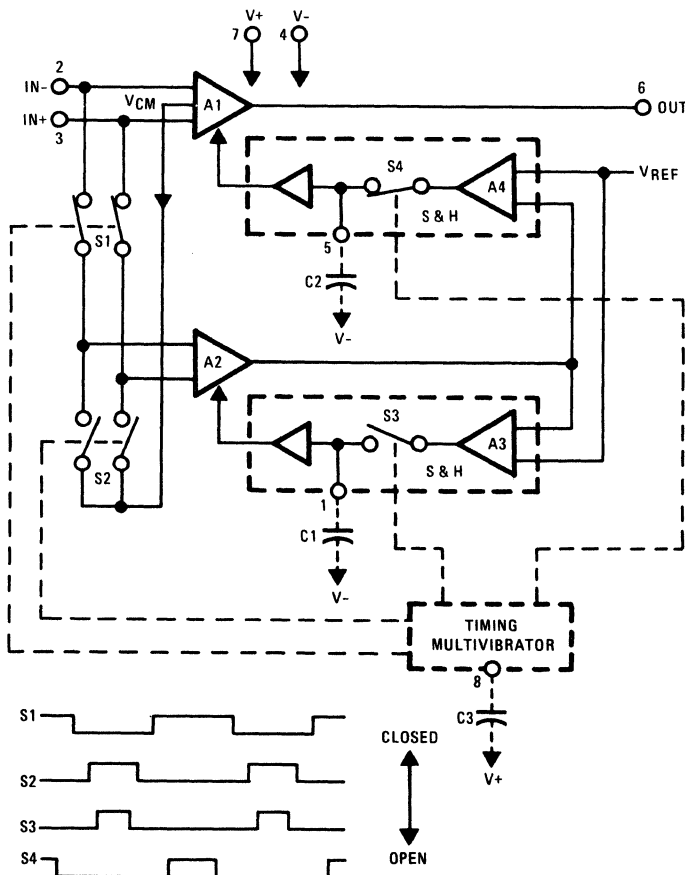 V+
V-
7
4
2
6
IN-
A1
OUT
VCM
IN+
3
S4
A4
VREF
S & H
5
S1
C2
V-
A2
S3
A3
S & H
S2
1
C1
V-
TIMING
MULTIVIBRATOR
8
C3
V+
S1
CLOSED
S2
S3
OPEN
S4